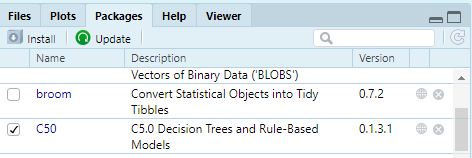 Files Plots Packages Help Viewer
Install Update
Name Description Version
Vectors of Binary Data ('BLOBS')
broom Convert Statistical Objects into Tidy 0.7.2
Tibbles
C50 C5.0 Decision Trees and Rule-Based 0.1.3.1
Models